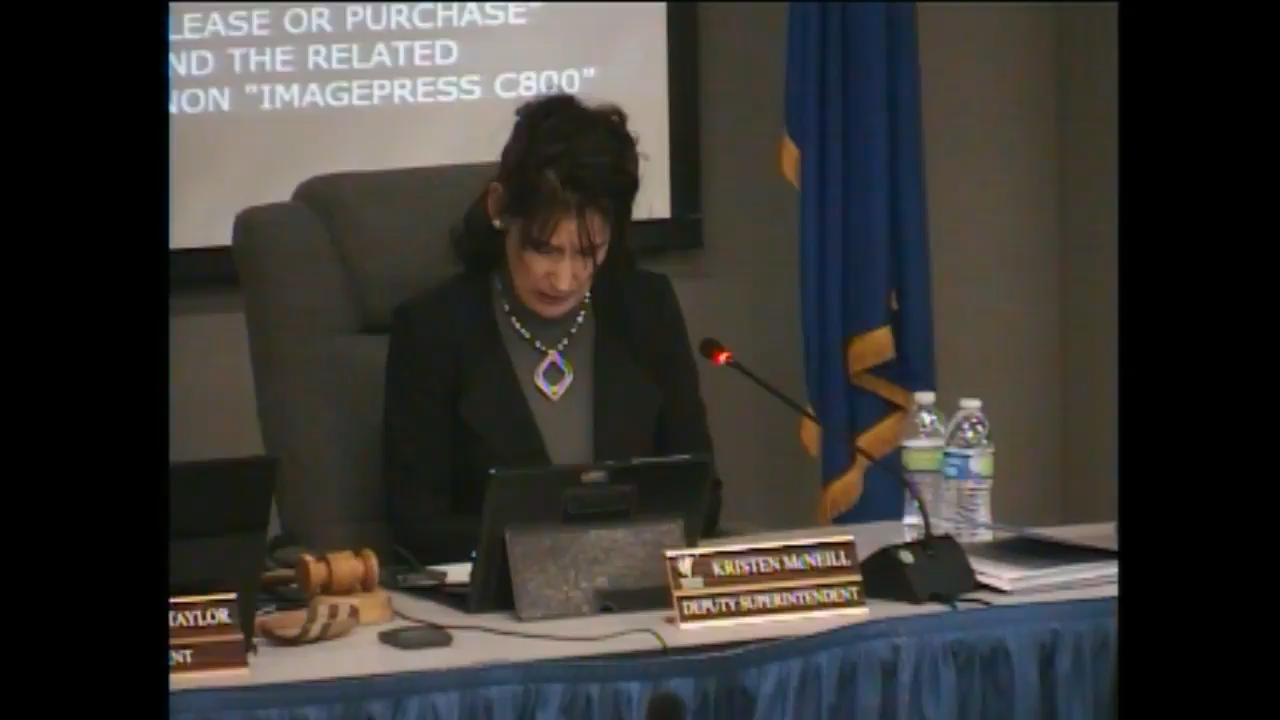 LEASE OR PURCHASE"
ND THE RELATED
NON "IMAGEPRESS C800"
KRISTEN McNEILL
DEPUTY SUPERINTENDENT
TAYLOR
NT